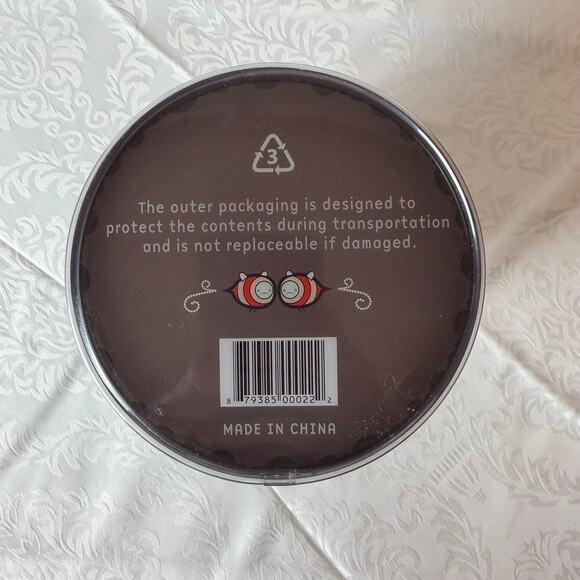 3
The outer packaging is designed to
protect the contents during transportation
and is not replaceable if damaged.
8 79385 00022 2
MADE IN CHINA